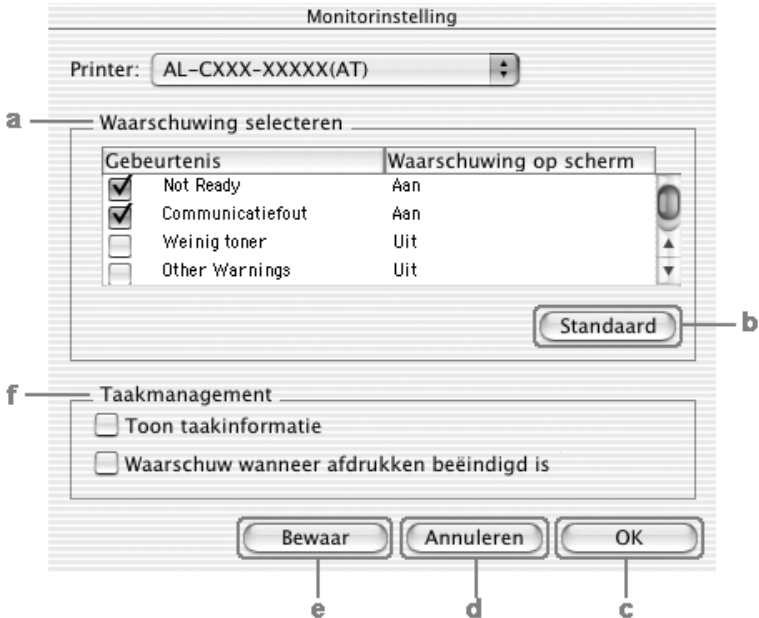 Monitorinstelling
Printer: AL-CXXX-XXXXX(AT)
a Waarschuwing selecteren
Gebeurtenis Waarschuwing op scherm
Not Ready Aan
Communicatiefout Aan
Weinig toner Uit
Other Warnings Uit
Standaard b
f Taakmanagement
Toon taakinformatie
Waarschuw wanneer afdrukken beëindigd is
Bewaar Annuleren OK
e d c